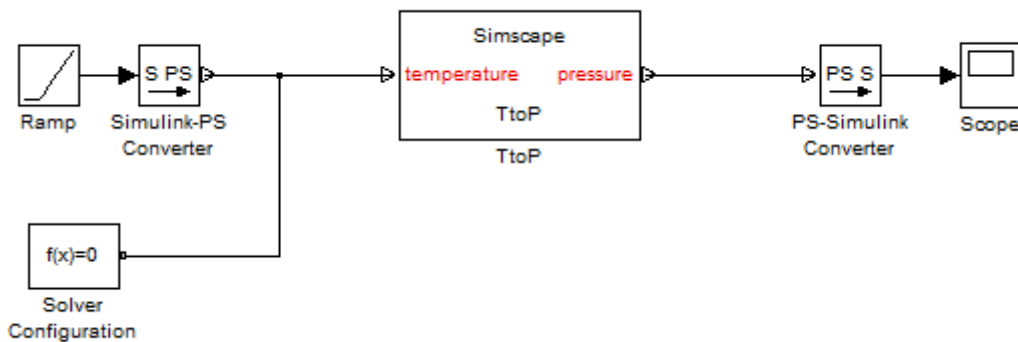 Simscape
S PS
temperature
pressure
PS S
TtoP
Ramp
Simulink-PS
Converter
TtoP
PS-Simulink
Converter
Scope
f(x)=0
Solver
Configuration